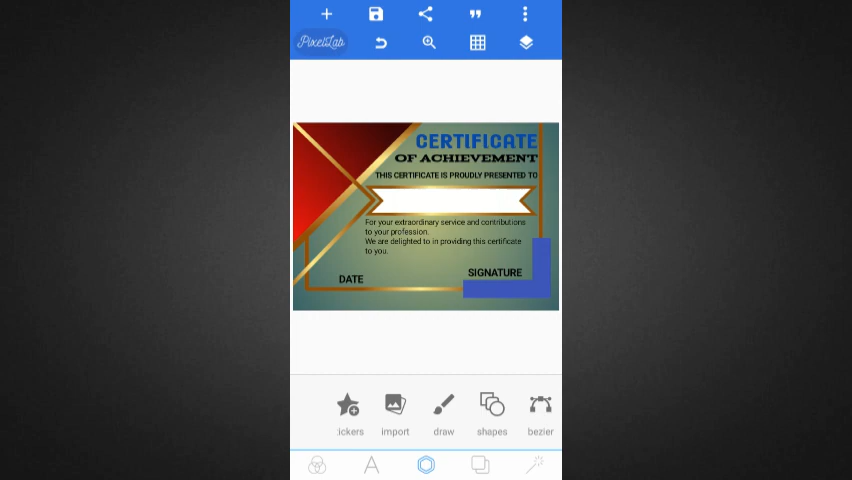 PixelLab
CERTIFICATE
OF ACHIEVEMENT
THIS CERTIFICATE IS PROUDLY PRESENTED TO
For your extraordinary service and contributions
to your profession.
We are delighted to in providing this certificate
to you.
DATE
SIGNATURE
ickers
import
draw
shapes
bezier